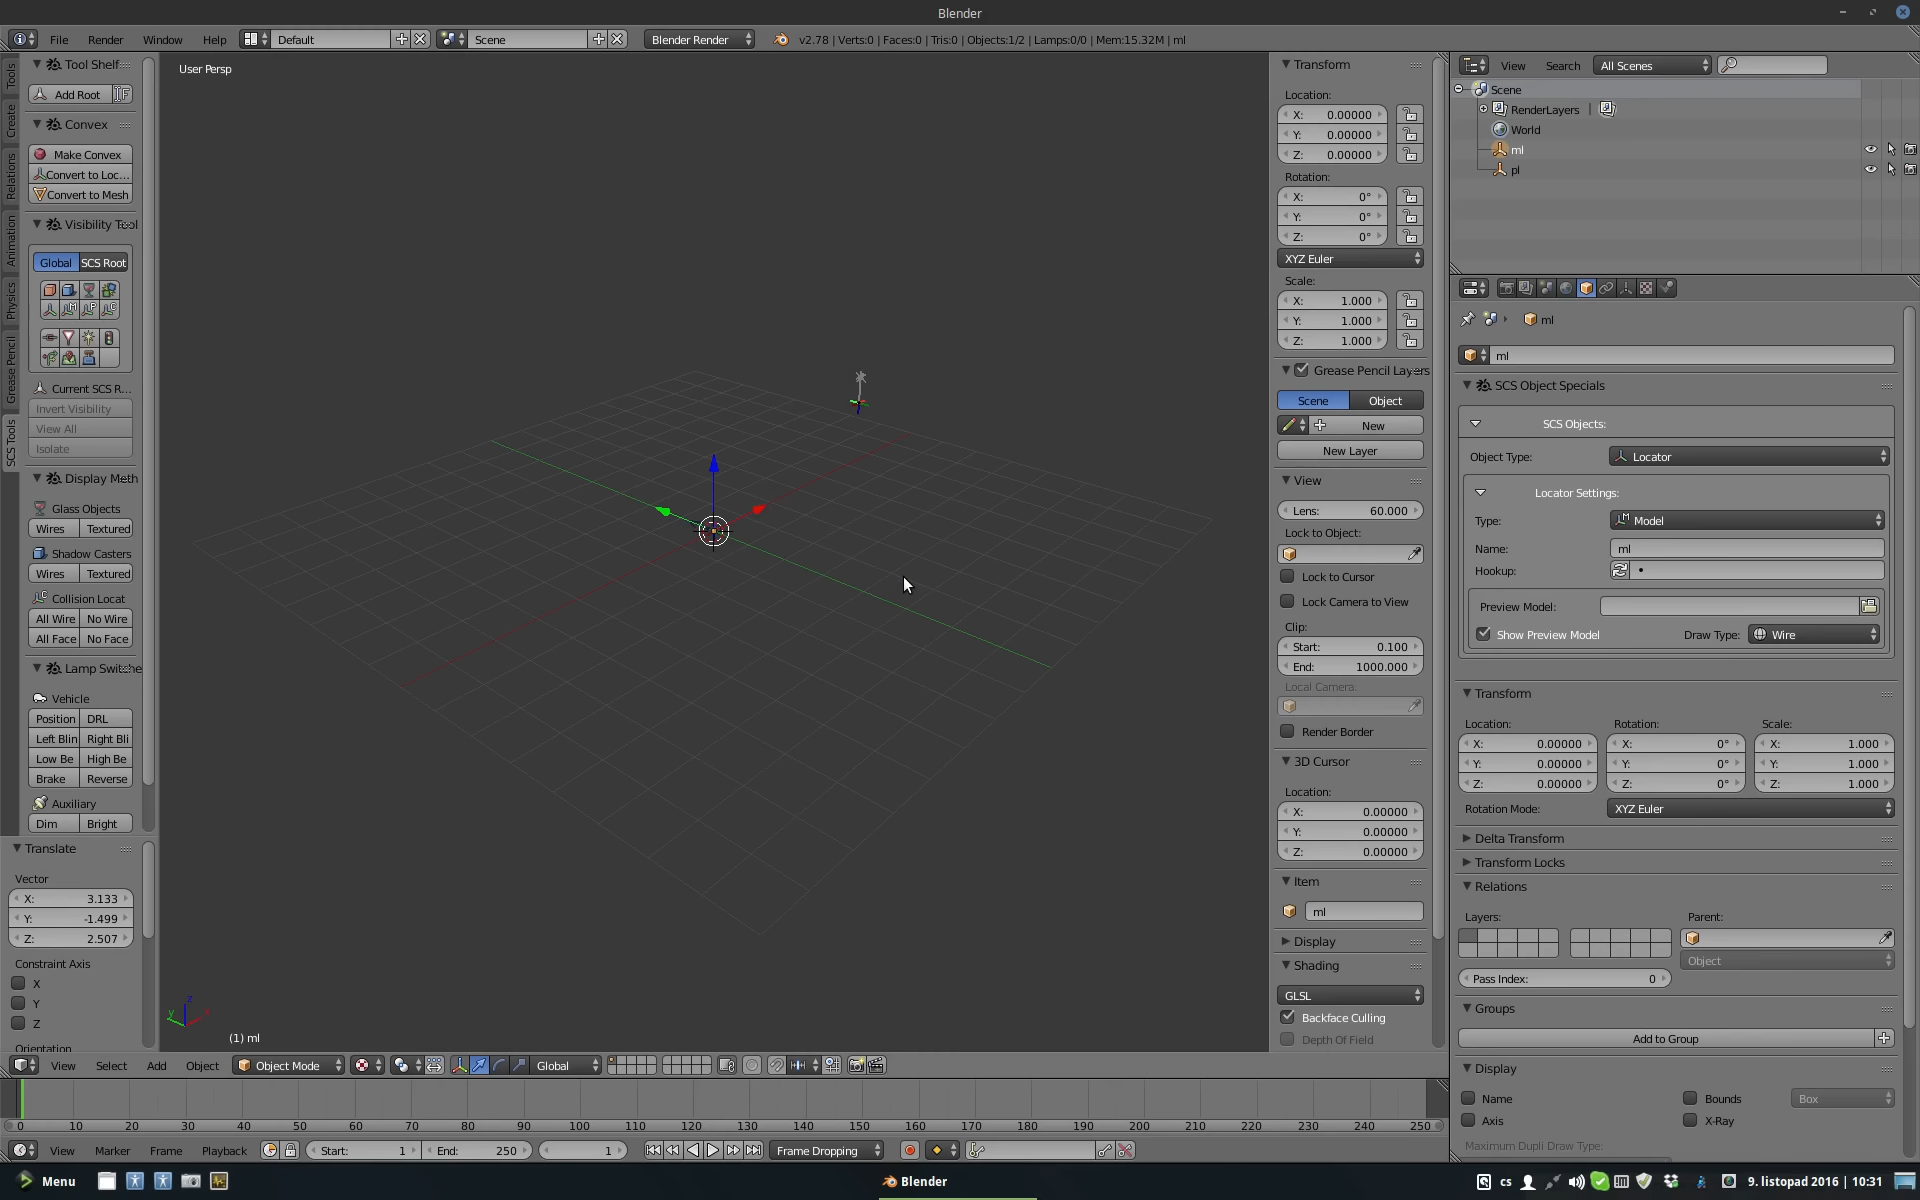 Blender
File Render Window Help Default Scene Blender Render v2.78 | Verts:0 | Faces:0 | Tris:0 | Objects:1/2 | Lamps:0/0 | Mem:15.32M | ml
Tools
Create
Relations
Animation
Physics
Grease Pencil
SCS Tools
Tool Shelf
Add Root
Convex
Make Convex
Convert to Loc...
Convert to Mesh
Visibility Tool
Global SCS Root
Current SCS R...
Invert Visibility
View All
Isolate
Display Meth
Glass Objects
Wires Textured
Shadow Casters
Wires Textured
Collision Locat
All Wire No Wire
All Face No Face
Lamp Switche
Vehicle
Position DRL
Left Blin Right Bli
Low Be High Be
Brake Reverse
Auxiliary
Dim Bright
Translate
Vector
X: 3.133
Y: -1.499
Z: 2.507
Constraint Axis
X
Y
Z
Orientation
User Persp
z
y
x
(1) ml
Transform
Location:
X: 0.00000
Y: 0.00000
Z: 0.00000
Rotation:
X: 0°
Y: 0°
Z: 0°
XYZ Euler
Scale:
X: 1.000
Y: 1.000
Z: 1.000
Grease Pencil Layers
Scene Object
New
New Layer
View
Lens: 60.000
Lock to Object:
Lock to Cursor
Lock Camera to View
Clip:
Start: 0.100
End: 1000.000
Local Camera:
Render Border
3D Cursor
Location:
X: 0.00000
Y: 0.00000
Z: 0.00000
Item
ml
Display
Shading
GLSL
Backface Culling
Depth Of Field
View Search All Scenes
Scene
RenderLayers |
World
ml
pl
ml
ml
SCS Object Specials
SCS Objects:
Object Type: Locator
Locator Settings:
Type: Model
Name: ml
Hookup:
Preview Model:
Show Preview Model Draw Type: Wire
Transform
Location: Rotation: Scale:
X: 0.00000 X: 0° X: 1.000
Y: 0.00000 Y: 0° Y: 1.000
Z: 0.00000 Z: 0° Z: 1.000
Rotation Mode: XYZ Euler
Delta Transform
Transform Locks
Relations
Layers: Parent:
Object
Pass Index: 0
Groups
Add to Group
Display
Name Bounds Box
Axis X-Ray
Maximum Dupli Draw Type:
View Select Add Object Object Mode Global
0 10 20 30 40 50 60 70 80 90 100 110 120 130 140 150 160 170 180 190 200 210 220 230 240 250
View Marker Frame Playback Start: 1 End: 250 1 Frame Dropping
Menu Blender cs 9. listopad 2016 | 10:31